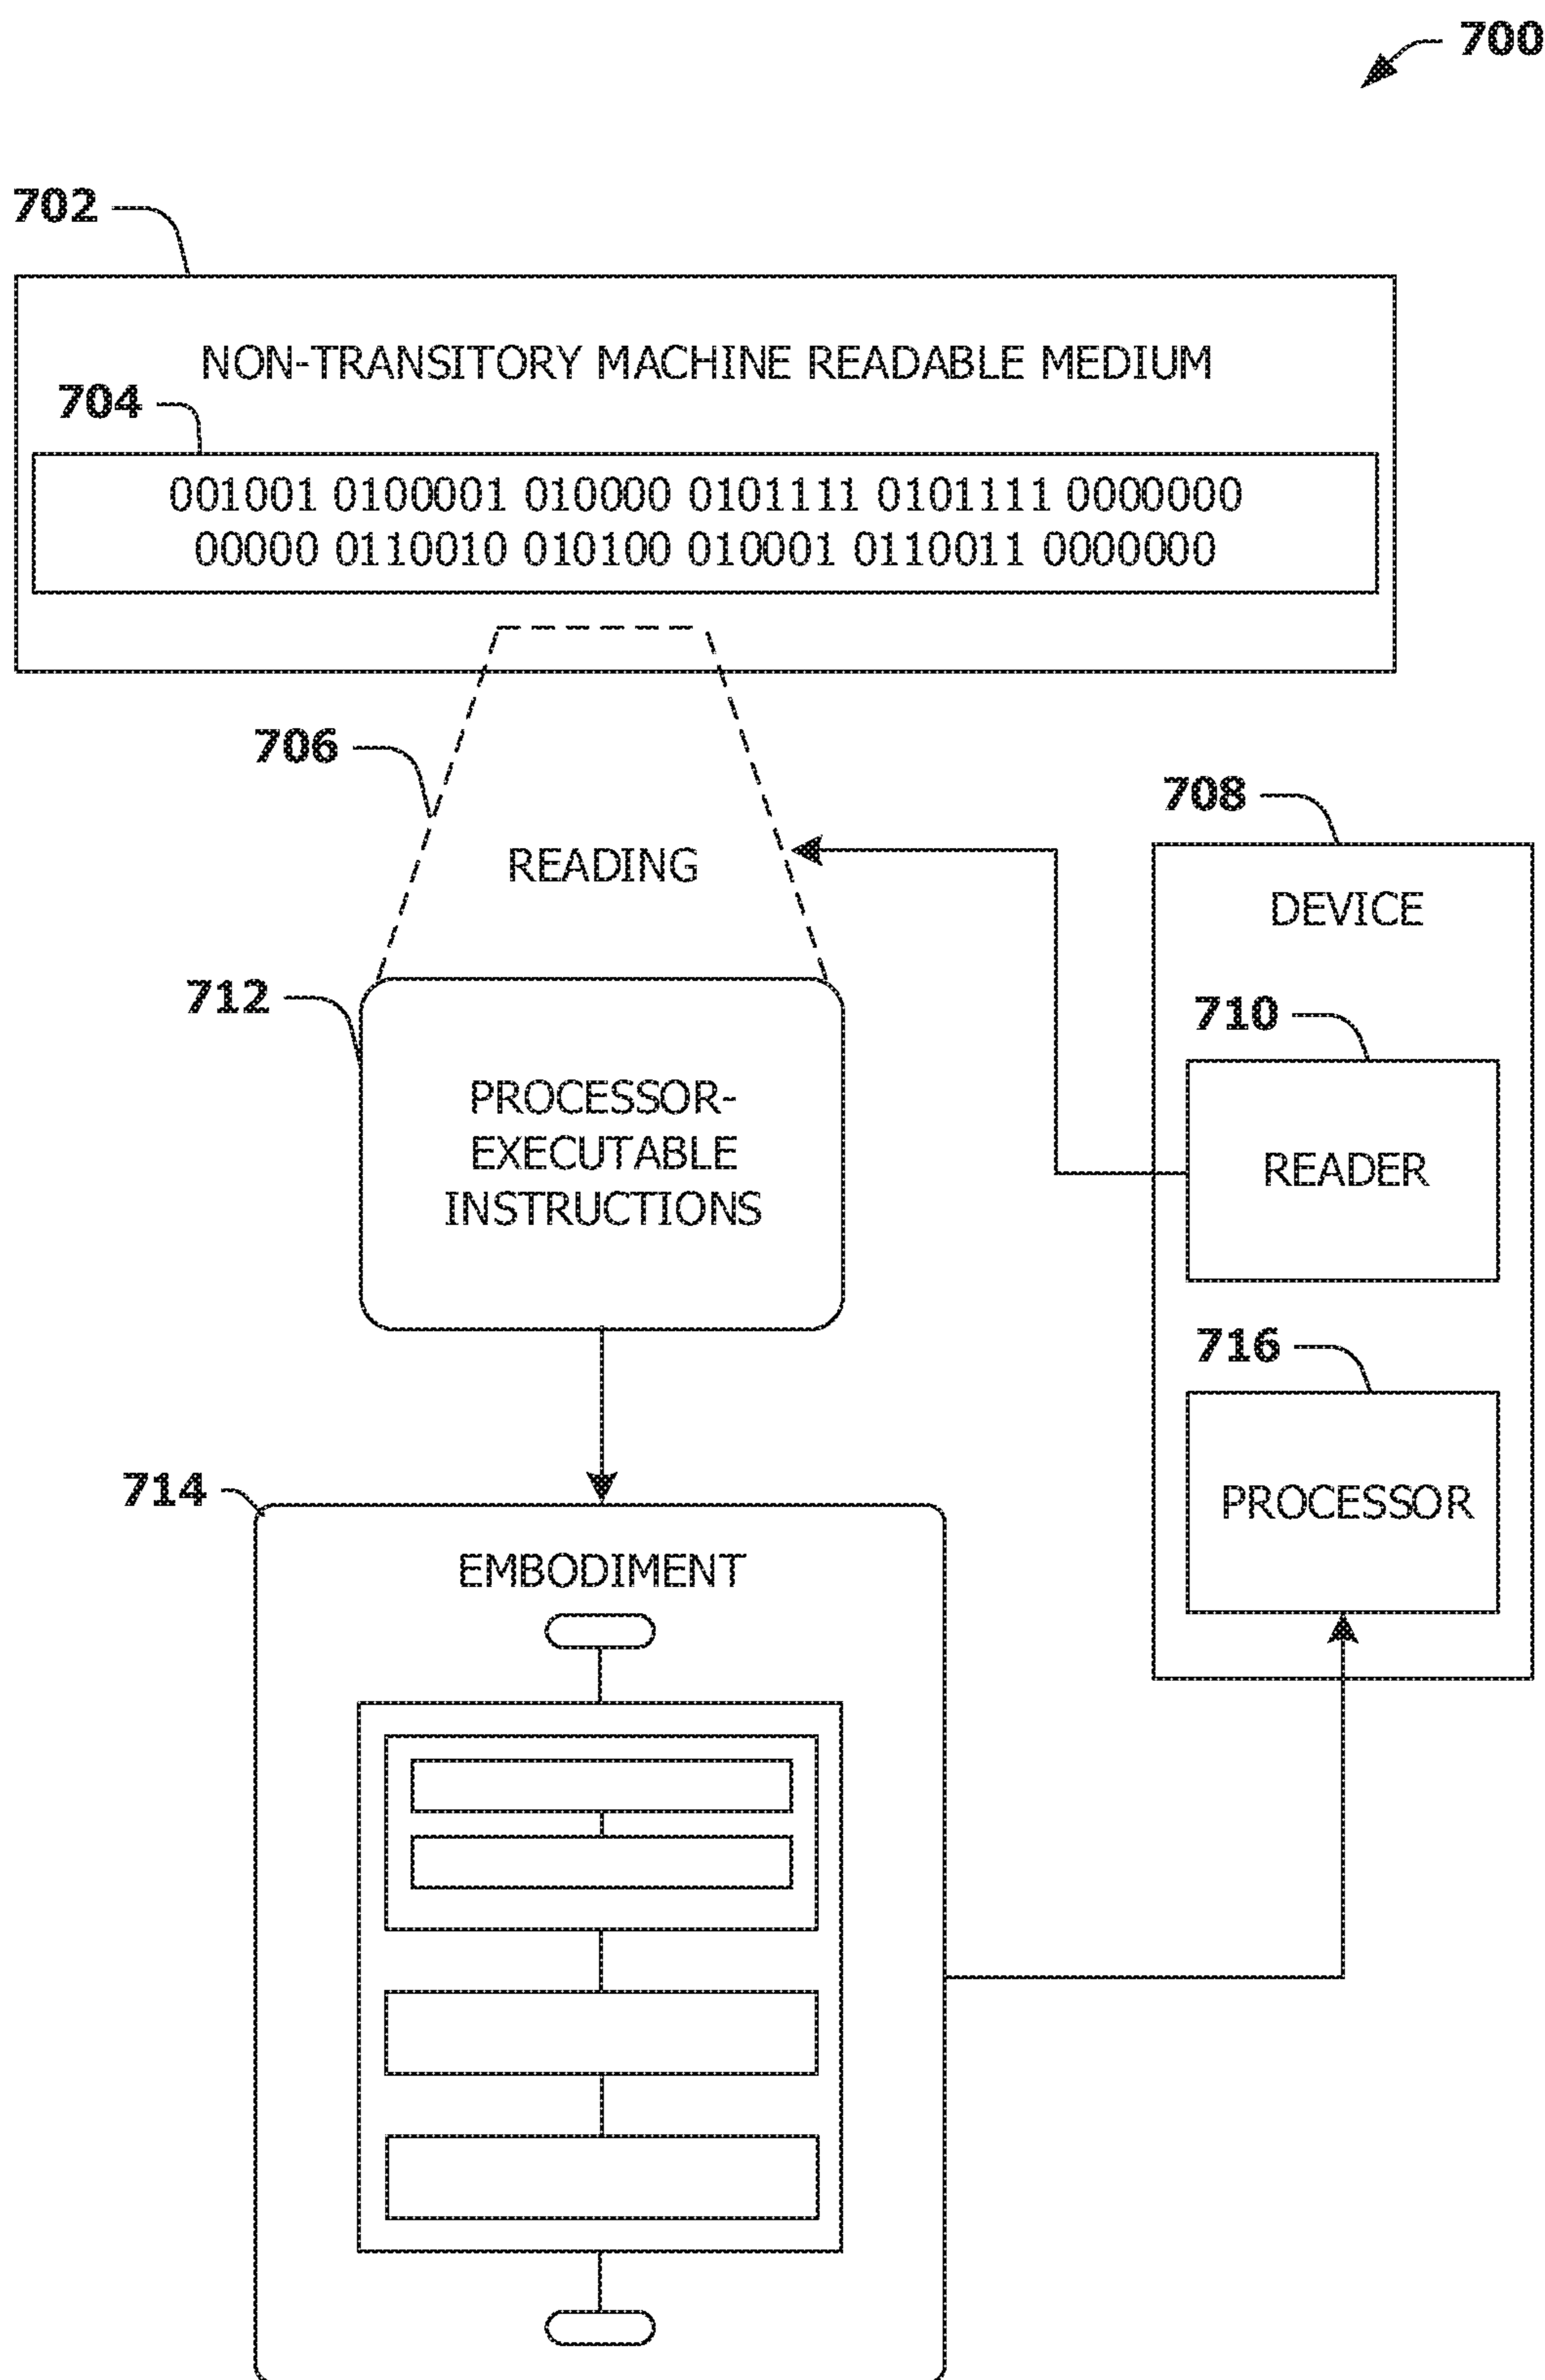 700
702
NON-TRANSITORY MACHINE READABLE MEDIUM
704
001001 0100001 010000 0101111 0101111 0000000
00000 0110010 010100 010001 0110011 0000000
706
READING
708
DEVICE
710
READER
712
PROCESSOR-
EXECUTABLE
INSTRUCTIONS
716
PROCESSOR
714
EMBODIMENT